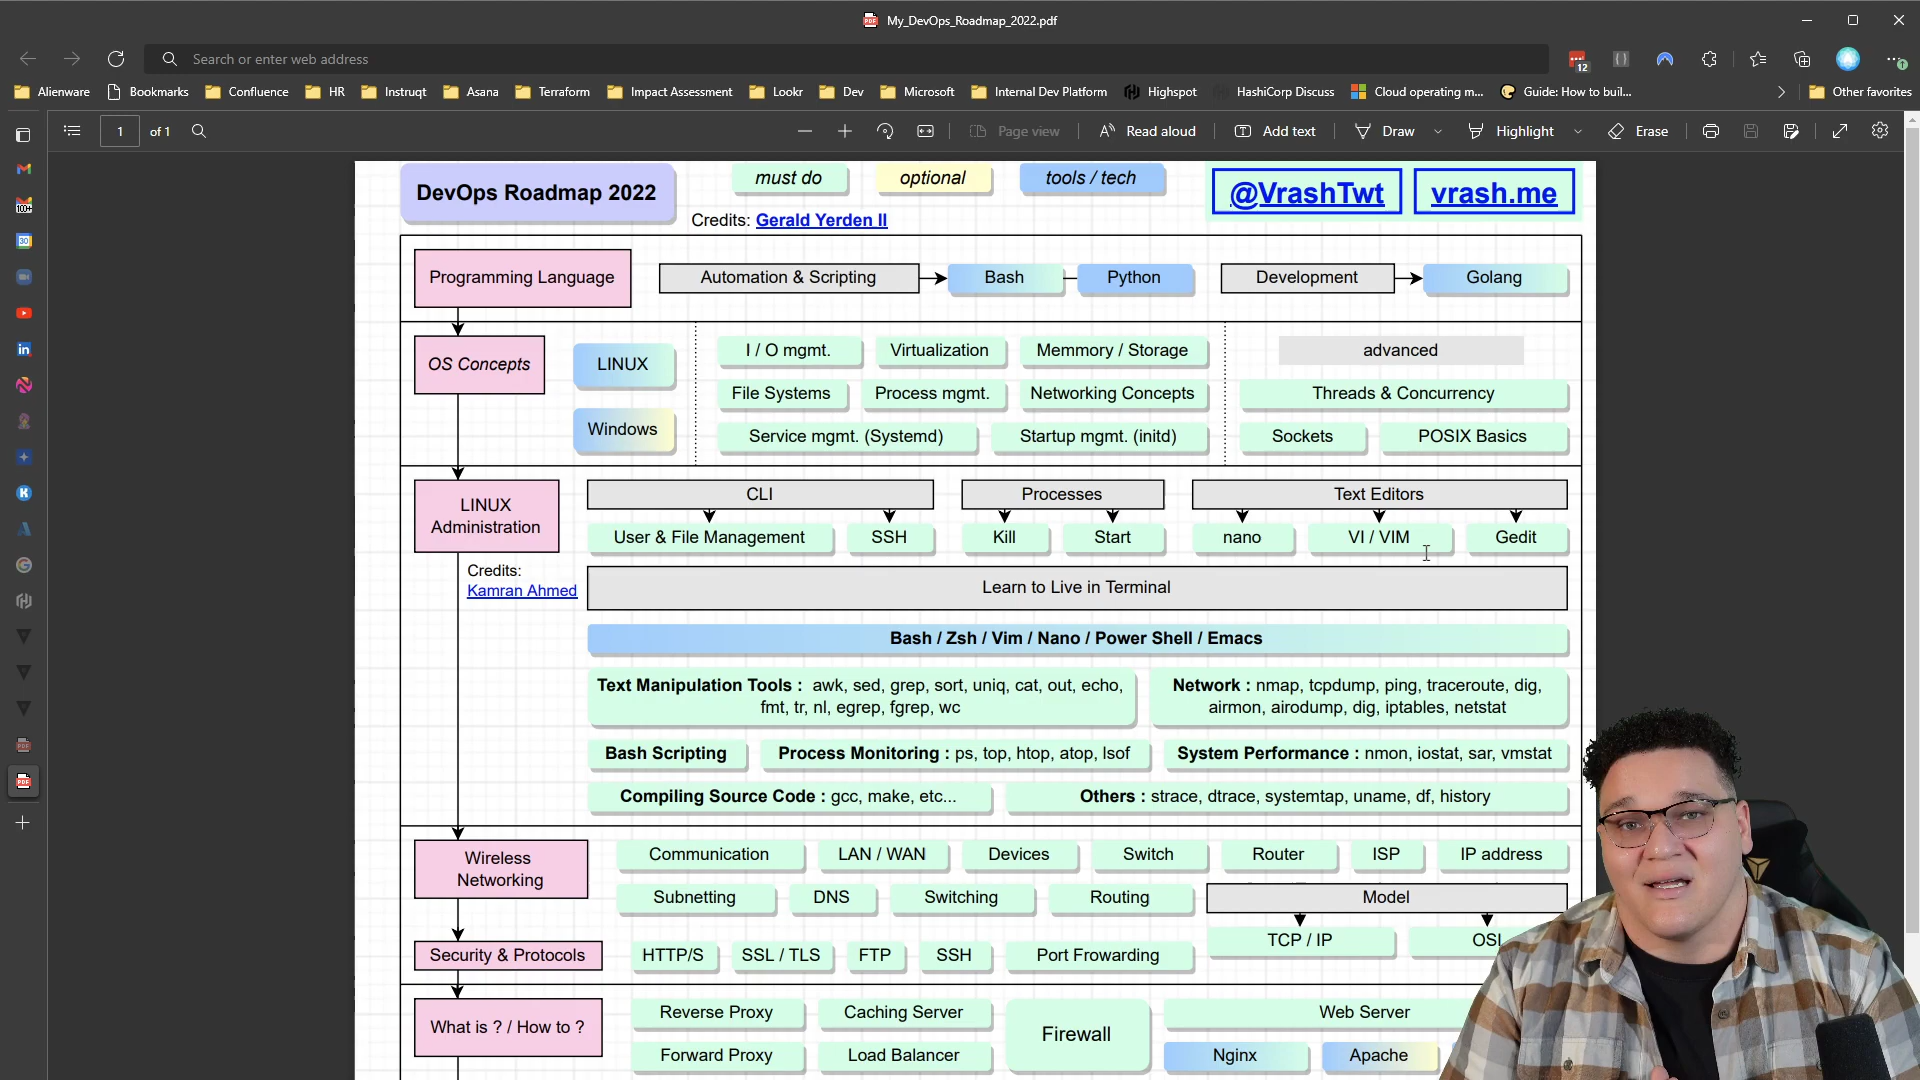 My_DevOps_Roadmap_2022.pdf
Search or enter web address
12
Alienware
Bookmarks
Confluence
HR
Instruqt
Asana
Terraform
Impact Assessment
Lookr
Dev
Microsoft
Internal Dev Platform
Highspot
HashiCorp Discuss
Cloud operating m...
Guide: How to buil...
Other favorites
1
of 1
Page view
Read aloud
Add text
Draw
Highlight
Erase
DevOps Roadmap 2022
must do
optional
tools / tech
@VrashTwt
vrash.me
Credits: Gerald Yerden II
Programming Language
Automation & Scripting
Bash
Python
Development
Golang
OS Concepts
LINUX
Windows
I / O mgmt.
Virtualization
Memmory / Storage
advanced
File Systems
Process mgmt.
Networking Concepts
Threads & Concurrency
Service mgmt. (Systemd)
Startup mgmt. (initd)
Sockets
POSIX Basics
LINUX
Administration
CLI
Processes
Text Editors
User & File Management
SSH
Kill
Start
nano
VI / VIM
Gedit
Credits:
Kamran Ahmed
Learn to Live in Terminal
Bash / Zsh / Vim / Nano / Power Shell / Emacs
Text Manipulation Tools : awk, sed, grep, sort, uniq, cat, out, echo,
fmt, tr, nl, egrep, fgrep, wc
Network : nmap, tcpdump, ping, traceroute, dig,
airmon, airodump, dig, iptables, netstat
Bash Scripting
Process Monitoring : ps, top, htop, atop, lsof
System Performance : nmon, iostat, sar, vmstat
Compiling Source Code : gcc, make, etc...
Others : strace, dtrace, systemtap, uname, df, history
Wireless
Networking
Communication
LAN / WAN
Devices
Switch
Router
ISP
IP address
Subnetting
DNS
Switching
Routing
Model
TCP / IP
OSI
Security & Protocols
HTTP/S
SSL / TLS
FTP
SSH
Port Frowarding
What is ? / How to ?
Reverse Proxy
Caching Server
Firewall
Web Server
Forward Proxy
Load Balancer
Nginx
Apache